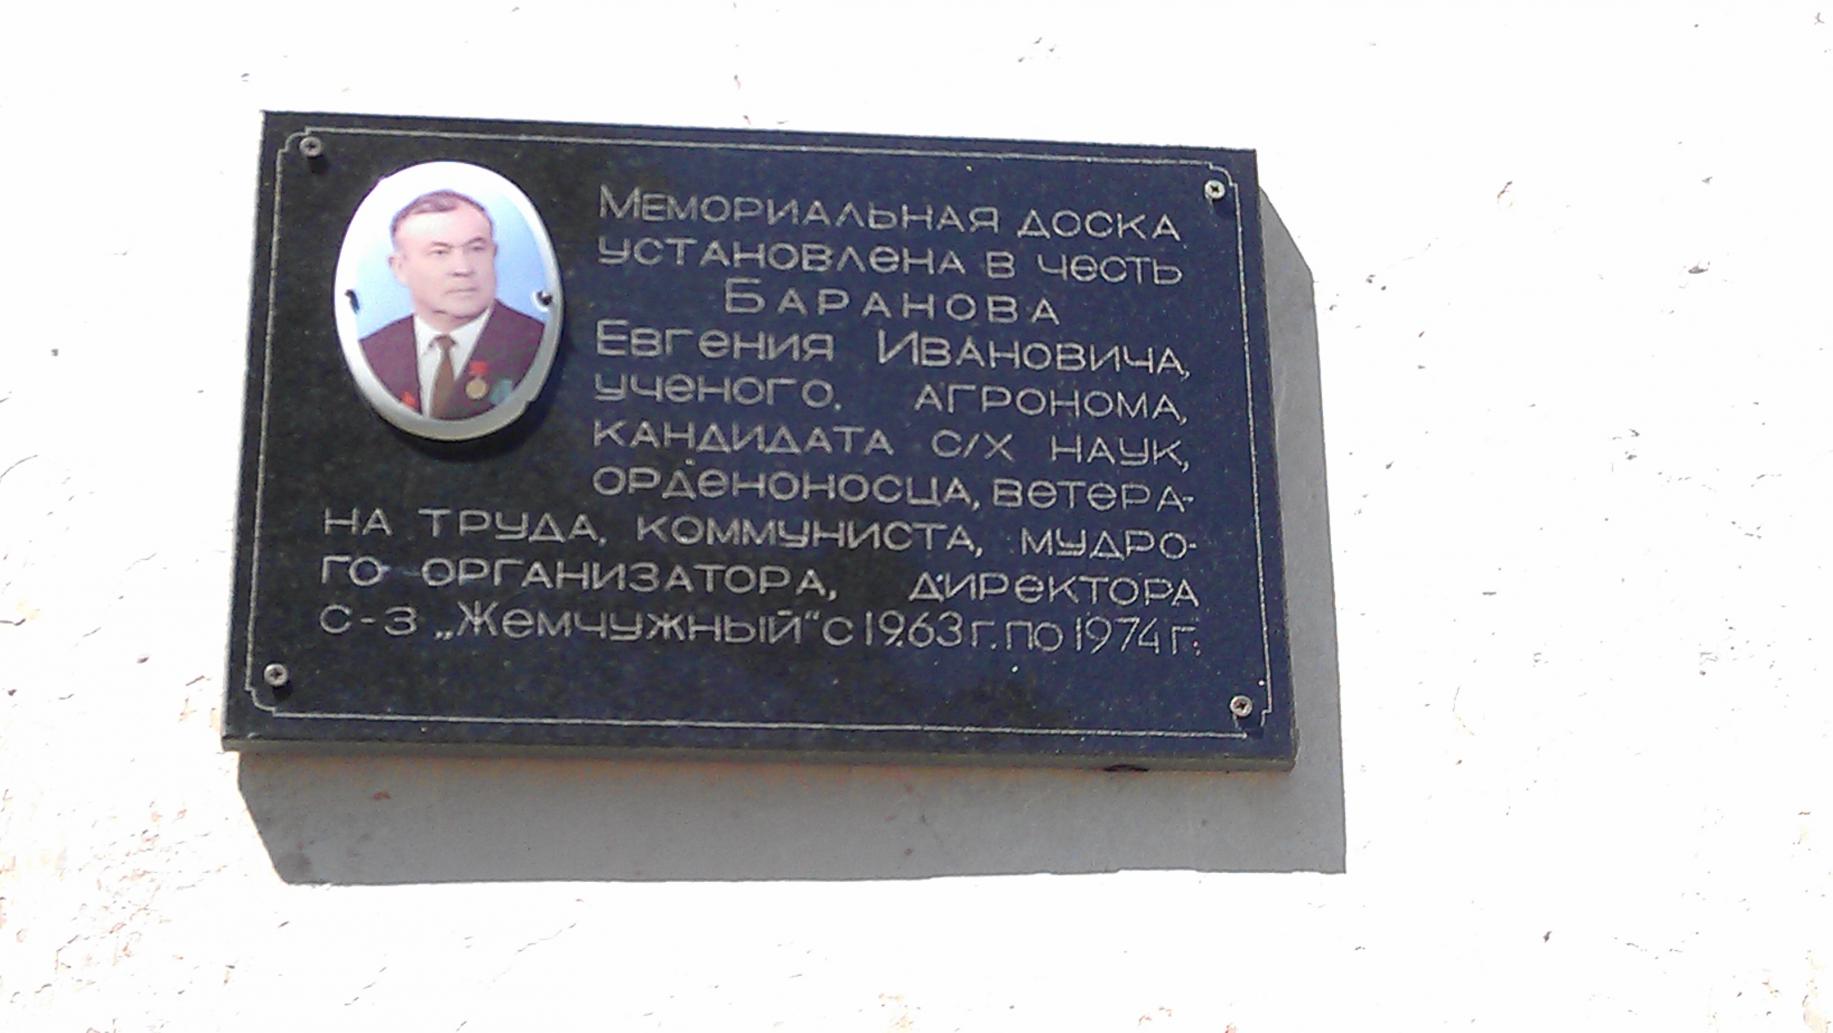 Мемориальная доска
установлена в честь
Баранова
Евгения Ивановича,
ученого, агронома,
кандидата с/х наук,
орденоносца, ветера-
на труда, коммуниста, мудро-
го организатора, директора
с-з „Жемчужный“ с 1963 г. по 1974 г.